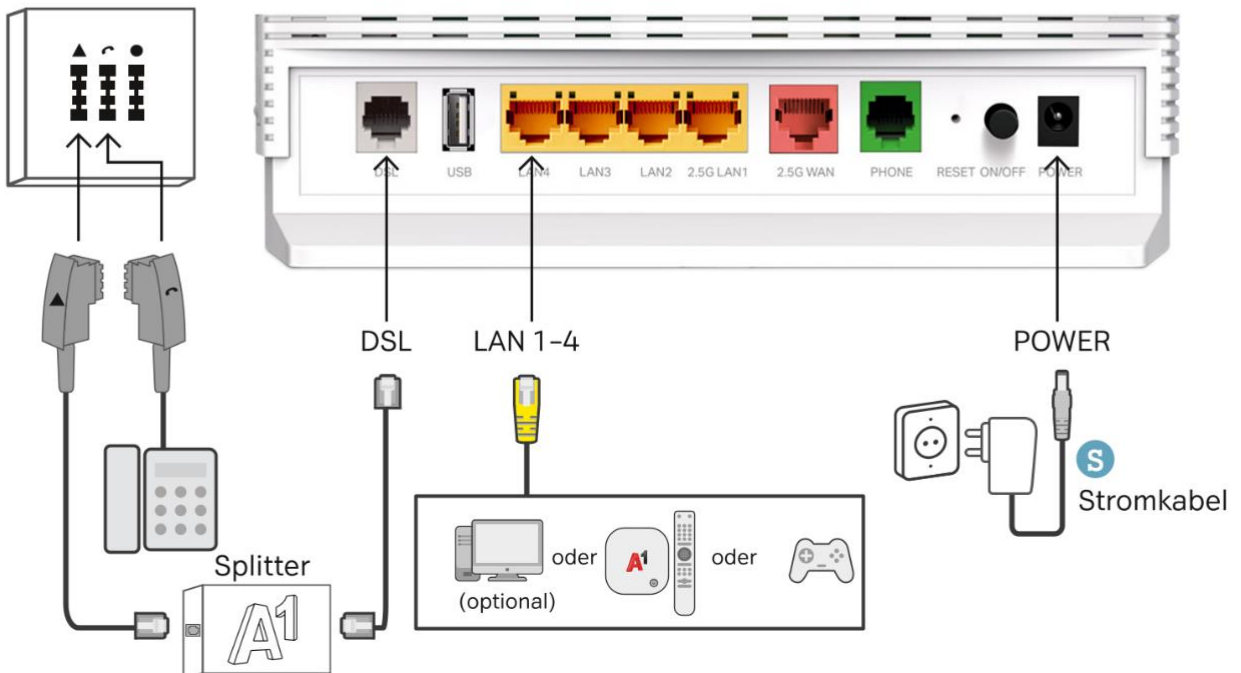 DSL USB LAN4 LAN3 LAN2 2.5G LAN1 2.5G WAN PHONE RESET ON/OFF POWER
DSL LAN 1–4 POWER
S
Stromkabel
Splitter
A1
oder A1 oder
(optional)